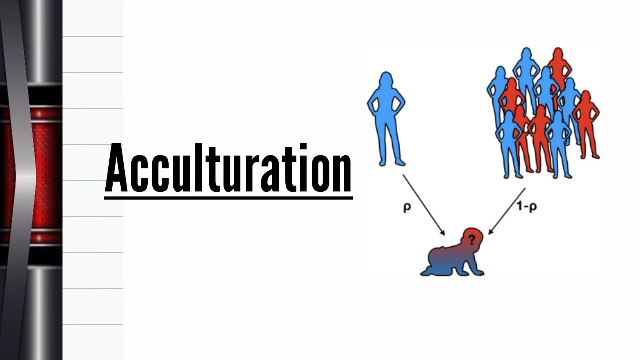 Acculturation
ρ
1-ρ
?